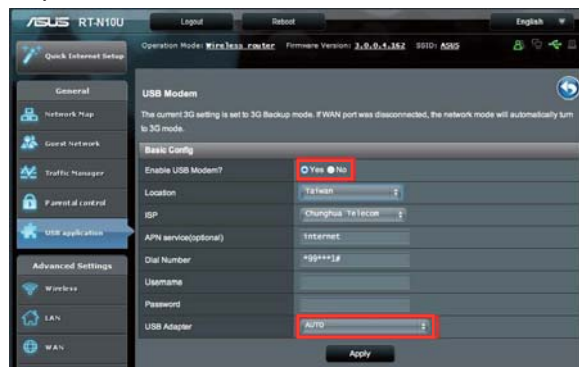 ASUS RT-N10U Logout Reboot English
Operation Mode: Wireless router Firmware Version: 3.0.0.4.162 SSID: ASUS
Quick Internet Setup
General
Network Map
Guest Network
Traffic Manager
Parental control
USB application
Advanced Settings
Wireless
LAN
WAN
USB Modem
The current 3G setting is set to 3G Backup mode. If WAN port was disconnected, the network mode will automatically turn
to 3G mode.
Basic Config
Enable USB Modem? Yes No
Location Taiwan
ISP Chunghua Telecom
APN service(optional) internet
Dial Number *99***1#
Username
Password
USB Adapter AUTO
Apply